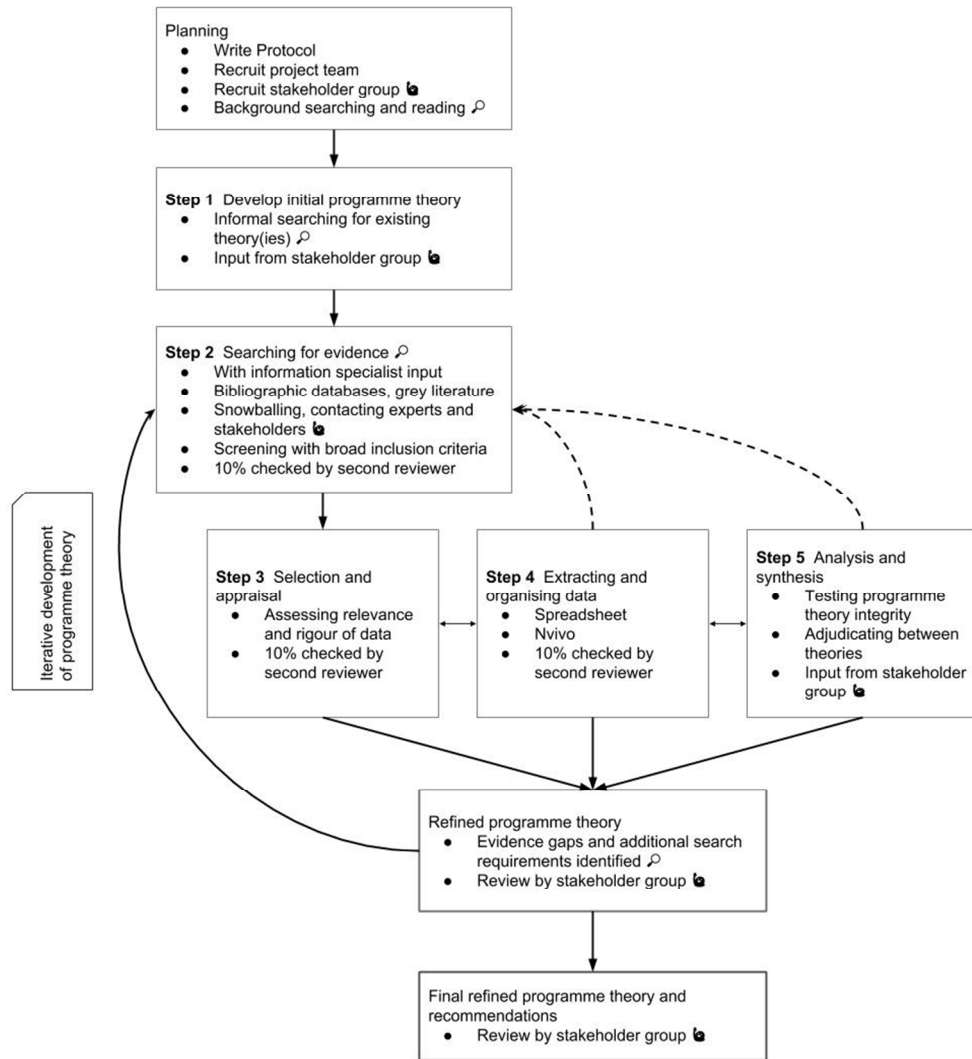 Planning
● Write Protocol
● Recruit project team
● Recruit stakeholder group
● Background searching and reading
Step 1 Develop initial programme theory
● Informal searching for existing
theory(ies)
● Input from stakeholder group
Step 2 Searching for evidence
● With information specialist input
● Bibliographic databases, grey literature
● Snowballing, contacting experts and
stakeholders
● Screening with broad inclusion criteria
● 10% checked by second reviewer
Iterative development
of programme theory
Step 3 Selection and
appraisal
● Assessing relevance
and rigour of data
● 10% checked by
second reviewer
Step 4 Extracting and
organising data
● Spreadsheet
● Nvivo
● 10% checked by
second reviewer
Step 5 Analysis and
synthesis
● Testing programme
theory integrity
● Adjudicating between
theories
● Input from stakeholder
group
Refined programme theory
● Evidence gaps and additional search
requirements identified
● Review by stakeholder group
Final refined programme theory and
recommendations
● Review by stakeholder group